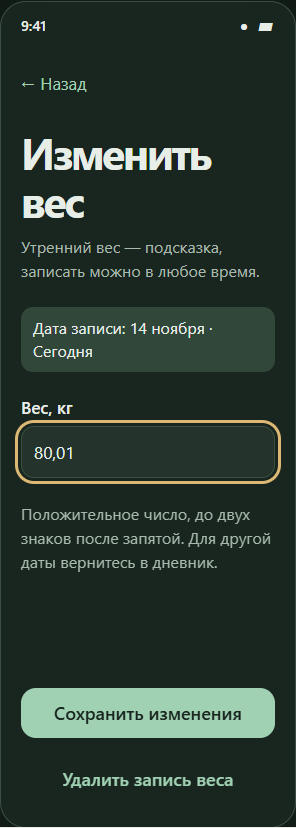 9:41
← Назад
Изменить
вес
Утренний вес — подсказка,
записать можно в любое время.
Дата записи: 14 ноября ·
Сегодня
Вес, кг
80,01
Положительное число, до двух
знаков после запятой. Для другой
даты вернитесь в дневник.
Сохранить изменения
Удалить запись веса